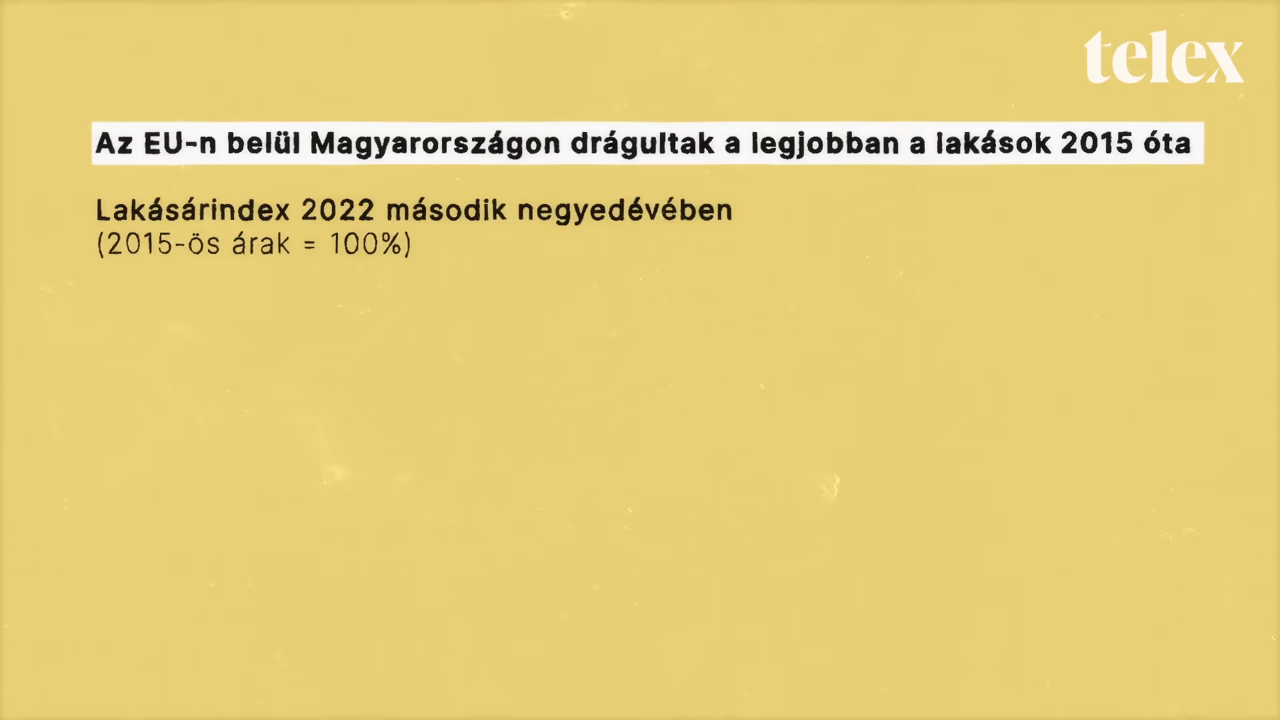 telex
Az EU-n belül Magyarországon drágultak a legjobban a lakások 2015 óta
Lakásárindex 2022 második negyedévében
(2015-ös árak = 100%)